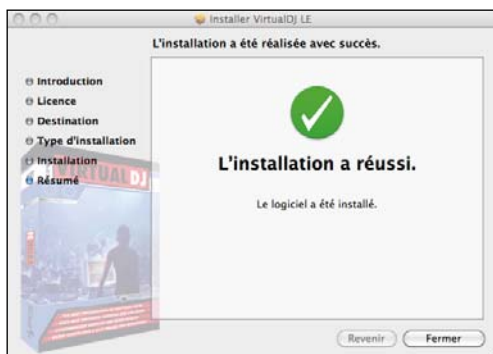 Installer VirtualDJ LE
L'installation a été réalisée avec succès.
Introduction
Licence
Destination
Type d'installation
Installation
Résumé
VIRTUALDJ
L'installation a réussi.
Le logiciel a été installé.
Revenir
Fermer